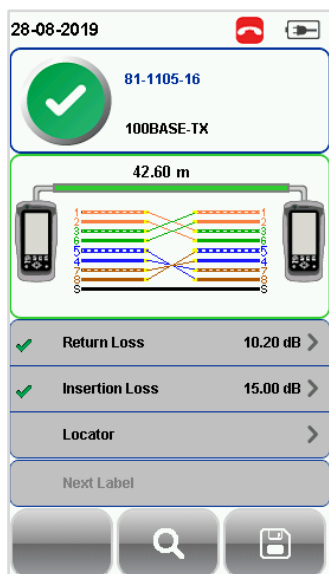 28-08-2019
81-1105-16
100BASE-TX
42.60 m
1 1
2 2
3 3
6 6
5 5
4 4
7 7
8 8
S S
Return Loss 10.20 dB
Insertion Loss 15.00 dB
Locator
Next Label